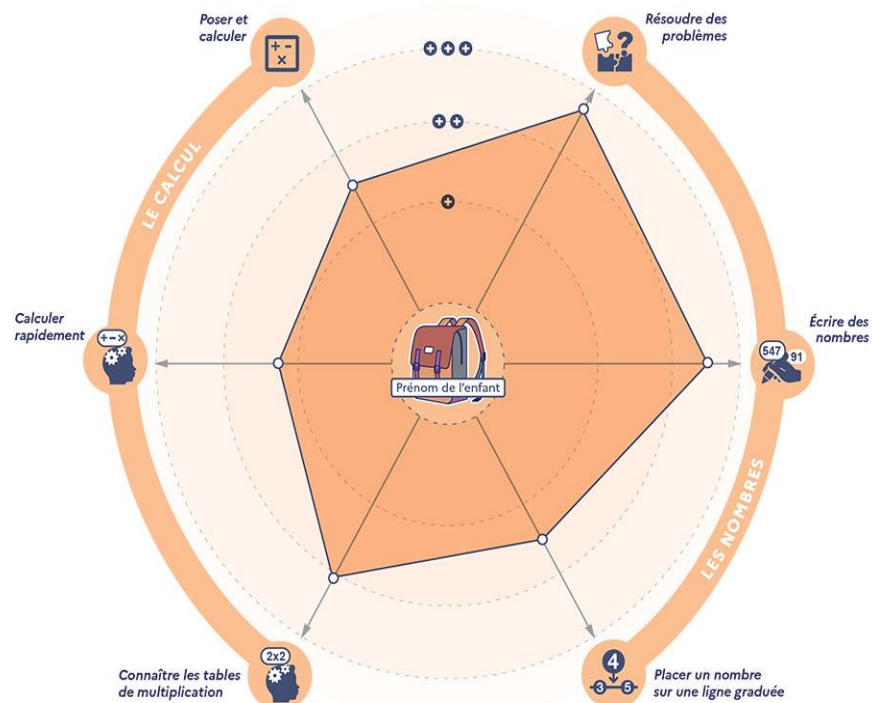 Poser et
calculer
+ -
x
+ + +
Résoudre des
problèmes
?
+ +
LE CALCUL
+
Calculer
rapidement
+ - x
Prénom de l'enfant
547
91
Écrire des
nombres
LES NOMBRES
2x2
Connaître les tables
de multiplication
4
3 5
Placer un nombre
sur une ligne graduée